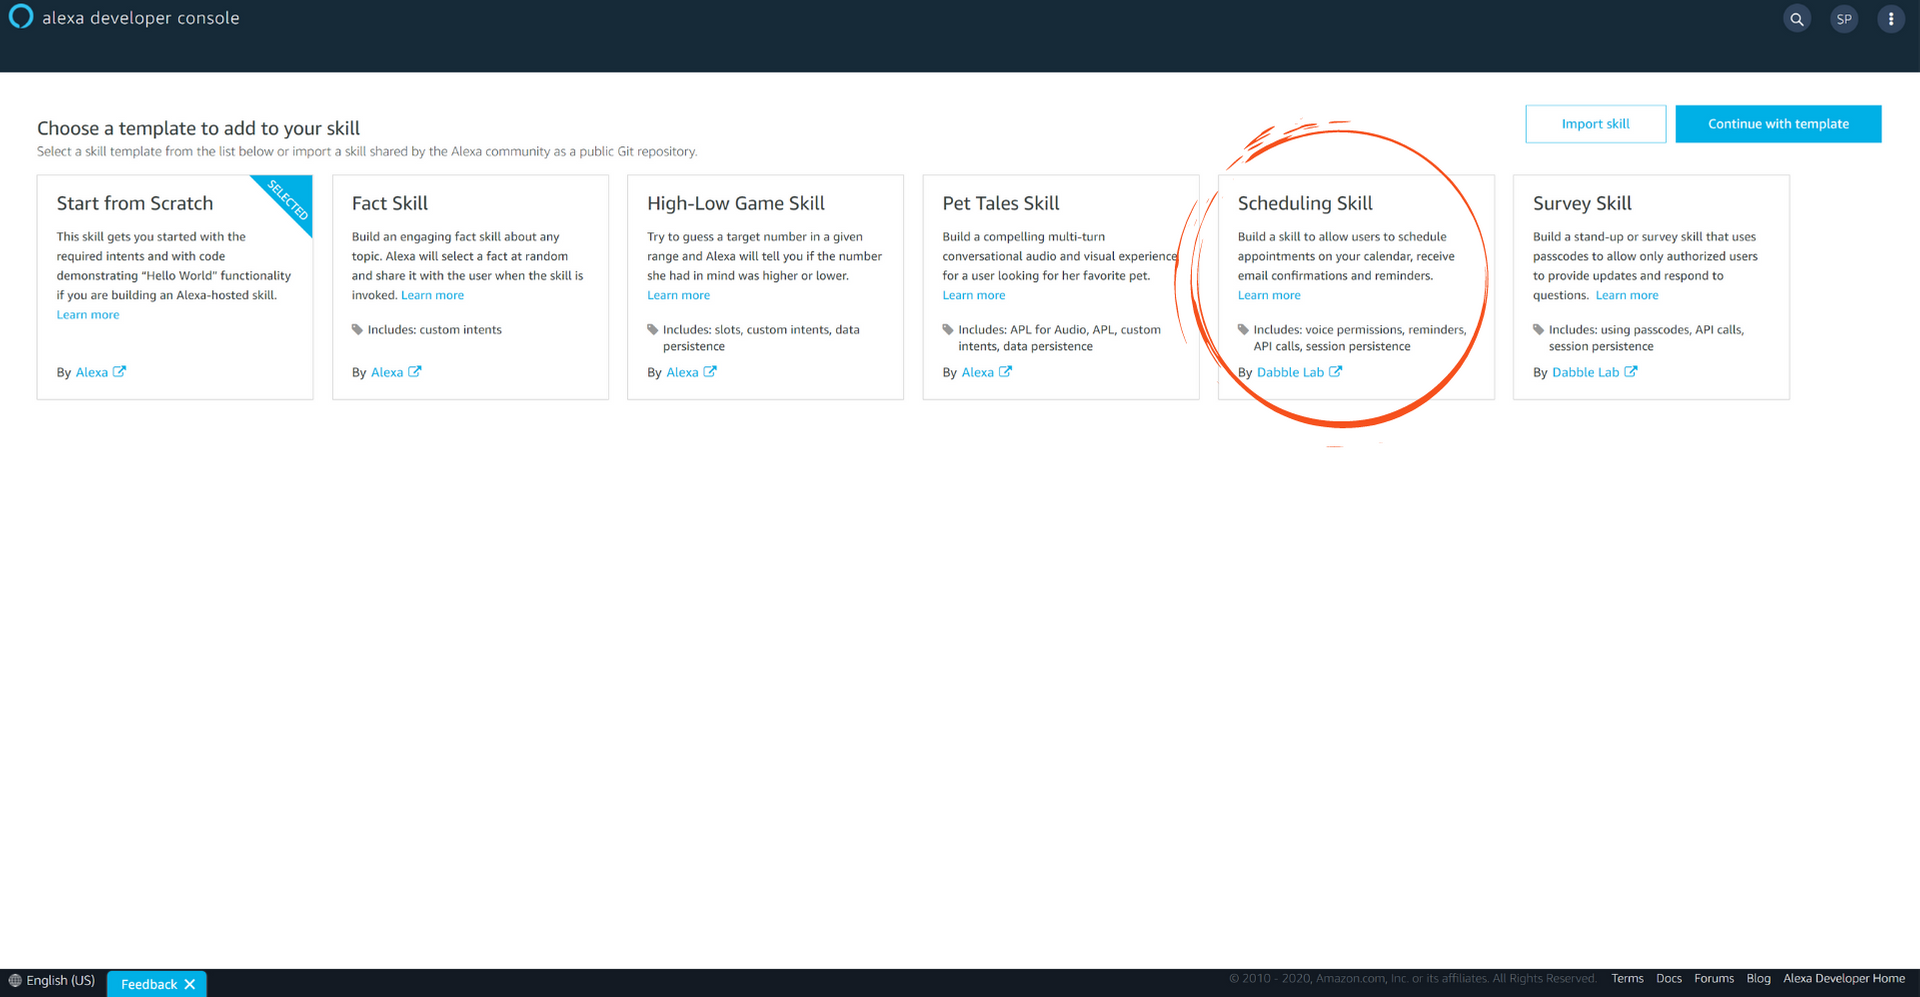 alexa developer console
SP
Choose a template to add to your skill
Select a skill template from the list below or import a skill shared by the Alexa community as a public Git repository.
Import skill
Continue with template
Start from Scratch
SELECTED
This skill gets you started with the
required intents and with code
demonstrating “Hello World” functionality
if you are building an Alexa-hosted skill.
Learn more
By Alexa
Fact Skill
Build an engaging fact skill about any
topic. Alexa will select a fact at random
and share it with the user when the skill is
invoked. Learn more
Includes: custom intents
By Alexa
High-Low Game Skill
Try to guess a target number in a given
range and Alexa will tell you if the number
she had in mind was higher or lower.
Learn more
Includes: slots, custom intents, data
persistence
By Alexa
Pet Tales Skill
Build a compelling multi-turn
conversational audio and visual experience
for a user looking for her favorite pet.
Learn more
Includes: APL for Audio, APL, custom
intents, data persistence
By Alexa
Scheduling Skill
Build a skill to allow users to schedule
appointments on your calendar, receive
email confirmations and reminders.
Learn more
Includes: voice permissions, reminders,
API calls, session persistence
By Dabble Lab
Survey Skill
Build a stand-up or survey skill that uses
passcodes to allow only authorized users
to provide updates and respond to
questions. Learn more
Includes: using passcodes, API calls,
session persistence
By Dabble Lab
English (US)
Feedback
© 2010 - 2020, Amazon.com, Inc. or its affiliates. All Rights Reserved.
Terms
Docs
Forums
Blog
Alexa Developer Home